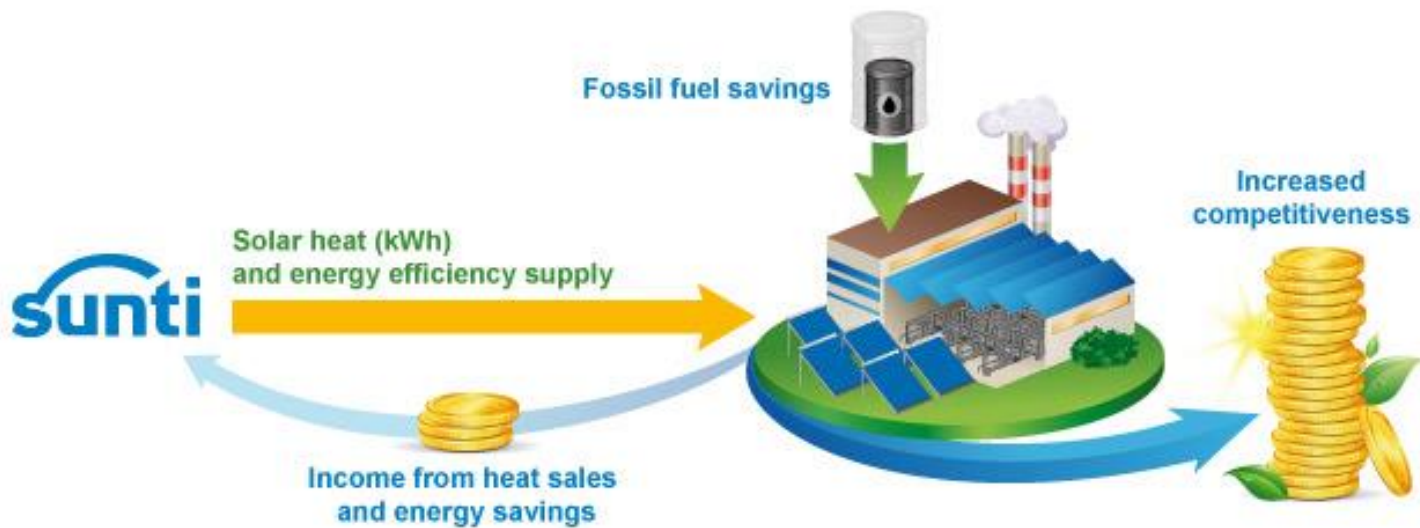 Fossil fuel savings
Increased
competitiveness
Solar heat (kWh)
and energy efficiency supply
sunti
Income from heat sales
and energy savings